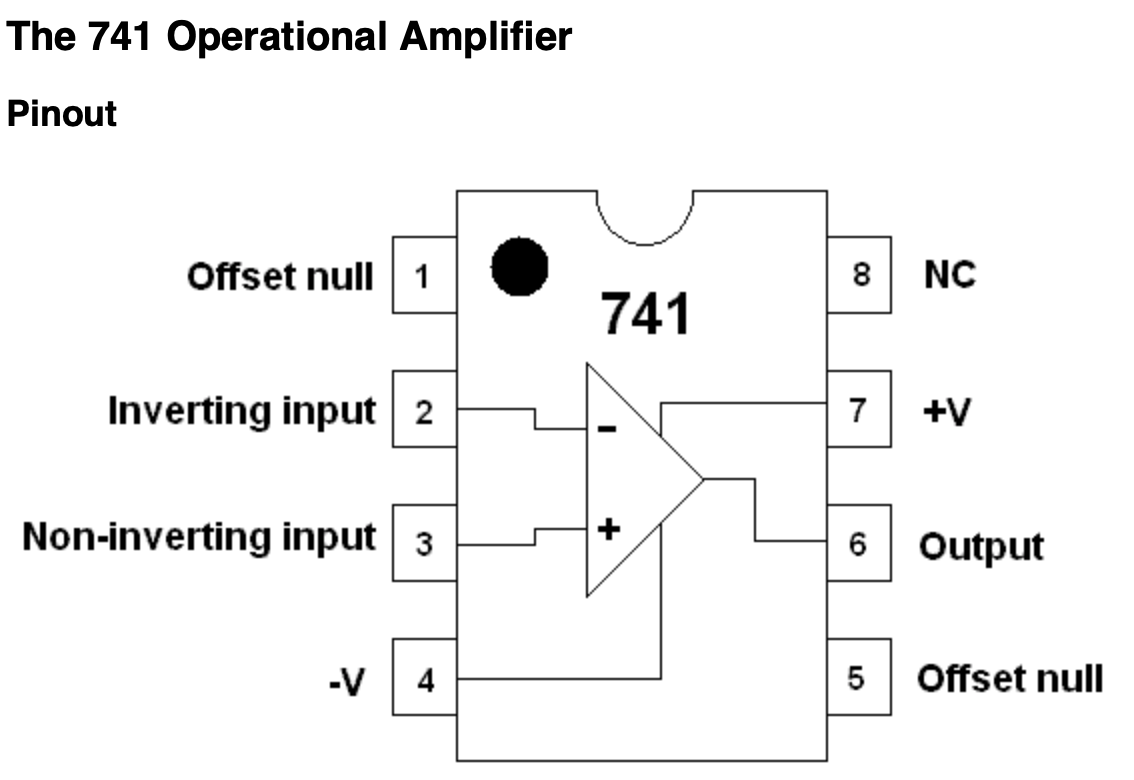 The 741 Operational Amplifier
Pinout
Offset null 1 8 NC
741
Inverting input 2 - 7 +V
Non-inverting input 3 + 6 Output
-V 4 5 Offset null